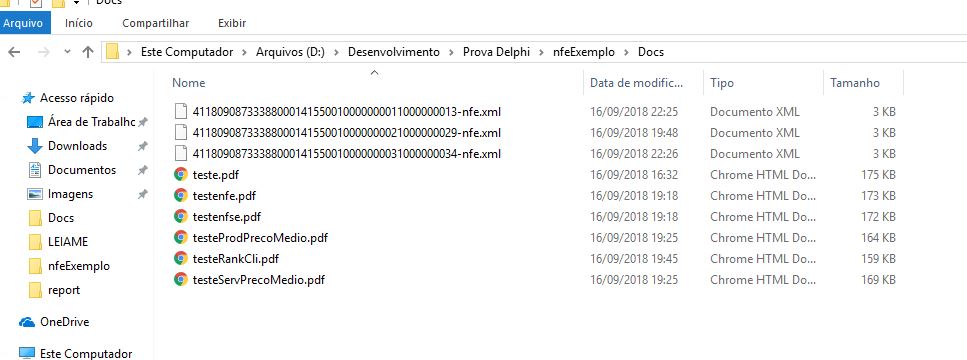 Docs
Arquivo Início Compartilhar Exibir
Este Computador Arquivos (D:) Desenvolvimento Prova Delphi nfeExemplo Docs
Nome Data de modific... Tipo Tamanho
Acesso rápido
Área de Trabalhc
Downloads
Documentos
Imagens
Docs
LEIAME
nfeExemplo
report
OneDrive
Este Computador
41180908733388000141550010000000011000000013-nfe.xml 16/09/2018 22:25 Documento XML 3 KB
41180908733388000141550010000000021000000029-nfe.xml 16/09/2018 19:48 Documento XML 3 KB
41180908733388000141550010000000031000000034-nfe.xml 16/09/2018 22:26 Documento XML 3 KB
teste.pdf 16/09/2018 16:32 Chrome HTML Do... 175 KB
testenfe.pdf 16/09/2018 19:18 Chrome HTML Do... 173 KB
testenfse.pdf 16/09/2018 19:18 Chrome HTML Do... 172 KB
testeProdPrecoMedio.pdf 16/09/2018 19:25 Chrome HTML Do... 164 KB
testeRankCli.pdf 16/09/2018 19:45 Chrome HTML Do... 159 KB
testeServPrecoMedio.pdf 16/09/2018 19:25 Chrome HTML Do... 169 KB